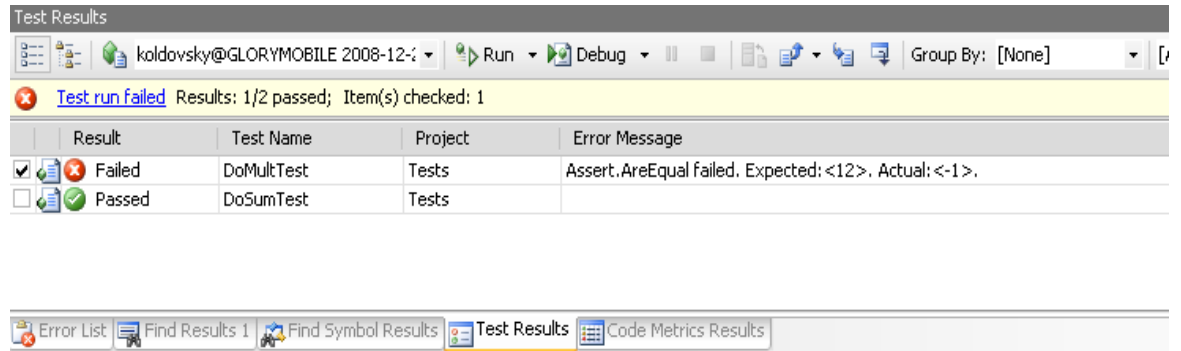 Test Results
koldovsky@GLORYMOBILE 2008-12-2 Run Debug Group By: [None]
Test run failed Results: 1/2 passed; Item(s) checked: 1
Result Test Name Project Error Message
Failed DoMultTest Tests Assert.AreEqual failed. Expected:<12>. Actual:<-1>.
Passed DoSumTest Tests
Error List Find Results 1 Find Symbol Results Test Results Code Metrics Results